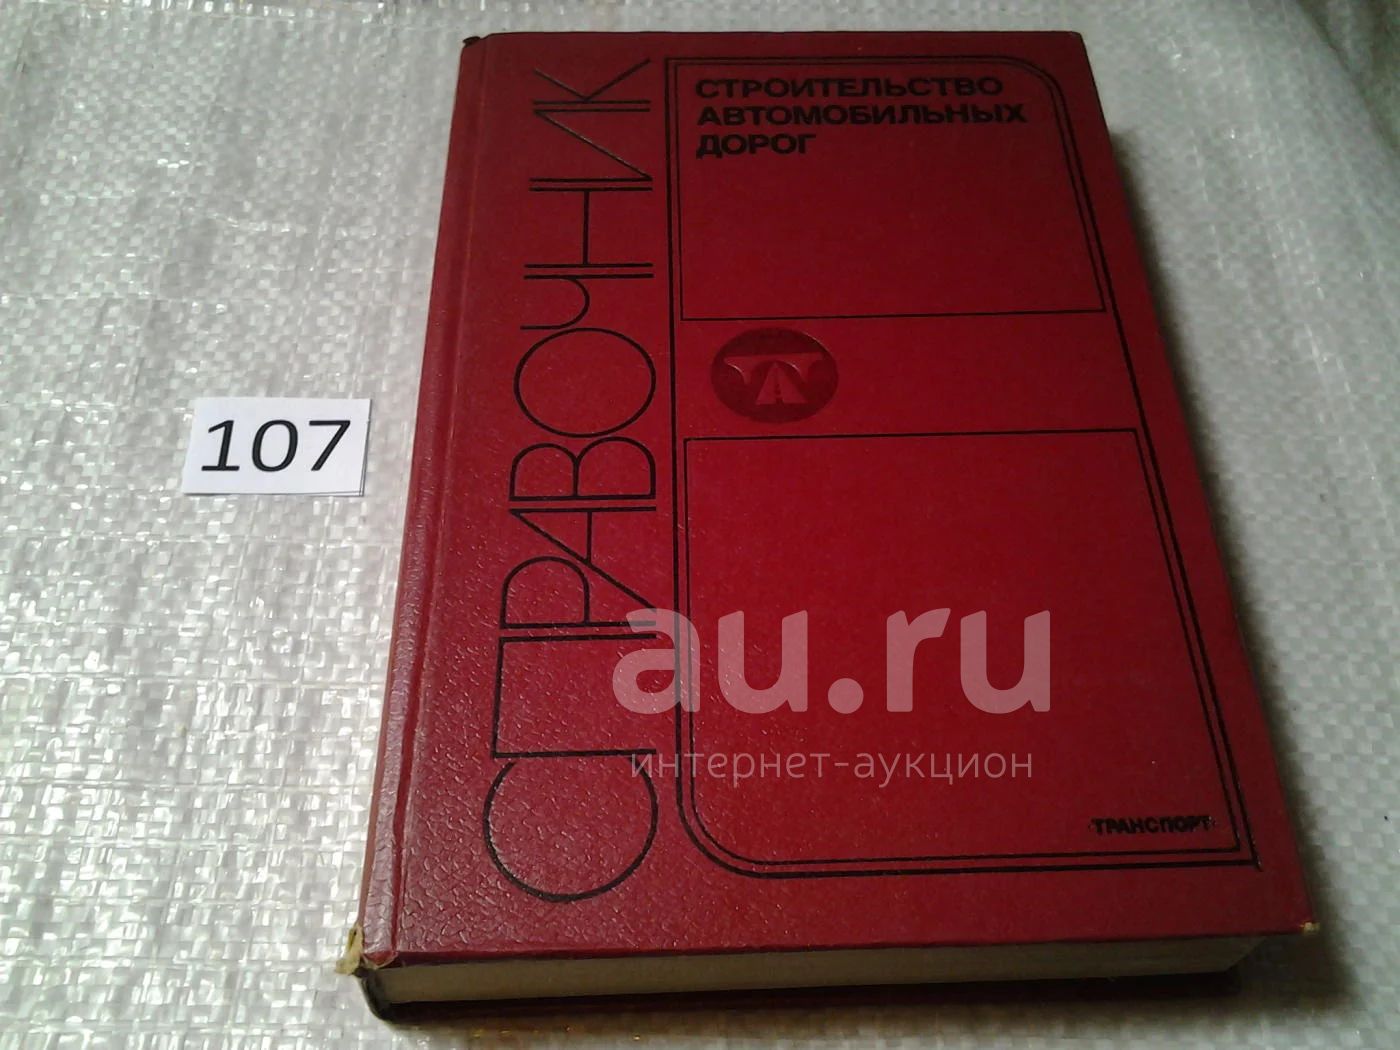 СТРОИТЕЛЬСТВО
АВТОМОБИЛЬНЫХ
ДОРОГ
СПРАВОЧНИК
107
au.ru
интернет-аукцион
«ТРАНСПОРТ»